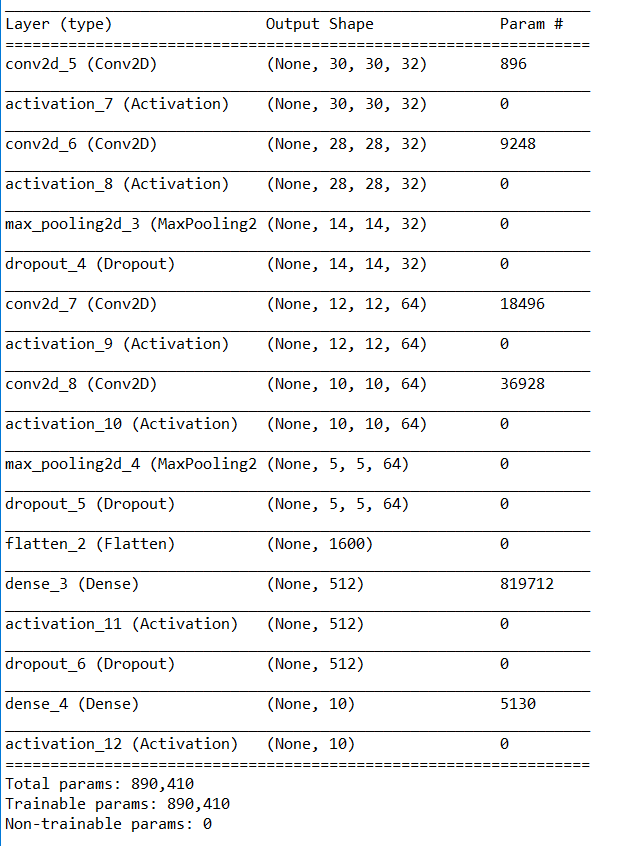 Layer (type) Output Shape Param #
=================================================================
conv2d_5 (Conv2D) (None, 30, 30, 32) 896
activation_7 (Activation) (None, 30, 30, 32) 0
conv2d_6 (Conv2D) (None, 28, 28, 32) 9248
activation_8 (Activation) (None, 28, 28, 32) 0
max_pooling2d_3 (MaxPooling2 (None, 14, 14, 32) 0
dropout_4 (Dropout) (None, 14, 14, 32) 0
conv2d_7 (Conv2D) (None, 12, 12, 64) 18496
activation_9 (Activation) (None, 12, 12, 64) 0
conv2d_8 (Conv2D) (None, 10, 10, 64) 36928
activation_10 (Activation) (None, 10, 10, 64) 0
max_pooling2d_4 (MaxPooling2 (None, 5, 5, 64) 0
dropout_5 (Dropout) (None, 5, 5, 64) 0
flatten_2 (Flatten) (None, 1600) 0
dense_3 (Dense) (None, 512) 819712
activation_11 (Activation) (None, 512) 0
dropout_6 (Dropout) (None, 512) 0
dense_4 (Dense) (None, 10) 5130
activation_12 (Activation) (None, 10) 0
=================================================================
Total params: 890,410
Trainable params: 890,410
Non-trainable params: 0